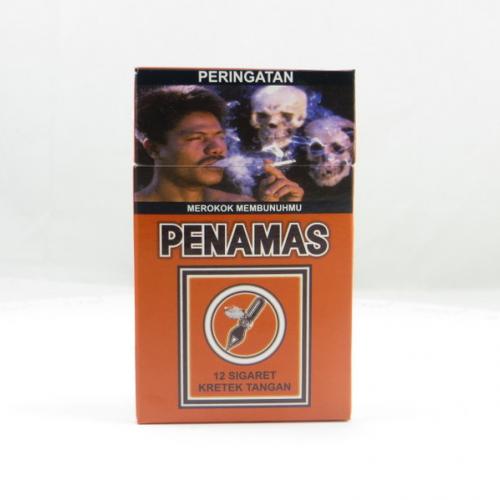 PERINGATAN
MEROKOK MEMBUNUHMU
PENAMAS
12 SIGARET
KRETEK TANGAN